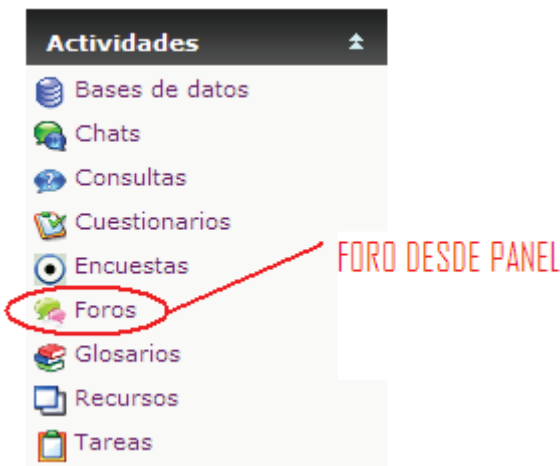 Actividades
Bases de datos
Chats
Consultas
Cuestionarios
Encuestas
FORO DESDE PANEL
Foros
Glosarios
Recursos
Tareas